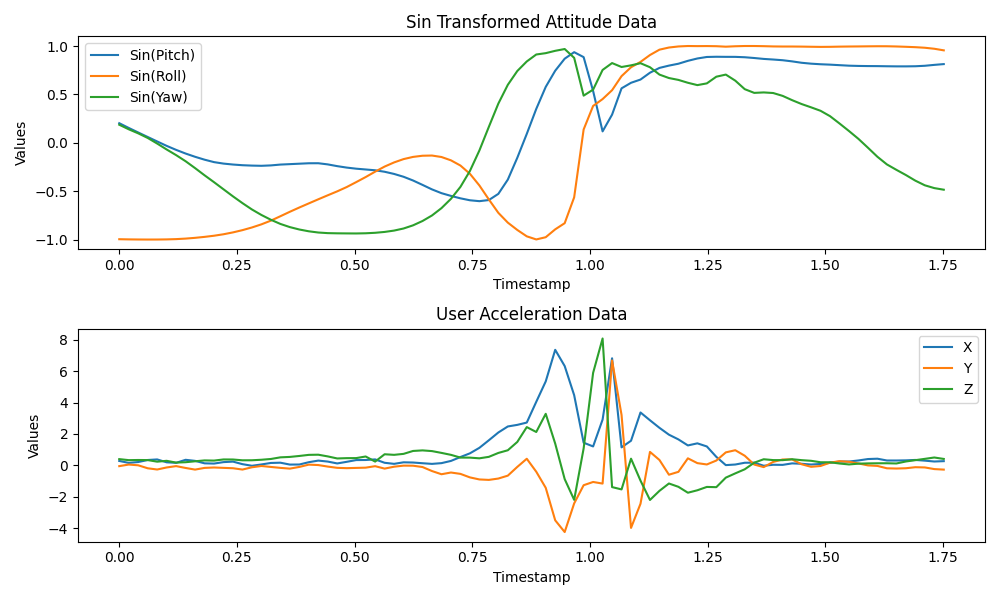 Sin Transformed Attitude Data
1.0
0.5
0.0
−0.5
−1.0
Values
Sin(Pitch)
Sin(Roll)
Sin(Yaw)
0.00 0.25 0.50 0.75 1.00 1.25 1.50 1.75
Timestamp
User Acceleration Data
8
6
4
2
0
−2
−4
Values
X
Y
Z
0.00 0.25 0.50 0.75 1.00 1.25 1.50 1.75
Timestamp